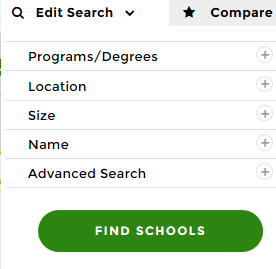 Edit Search Compare
Programs/Degrees
Location
Size
Name
Advanced Search
FIND SCHOOLS